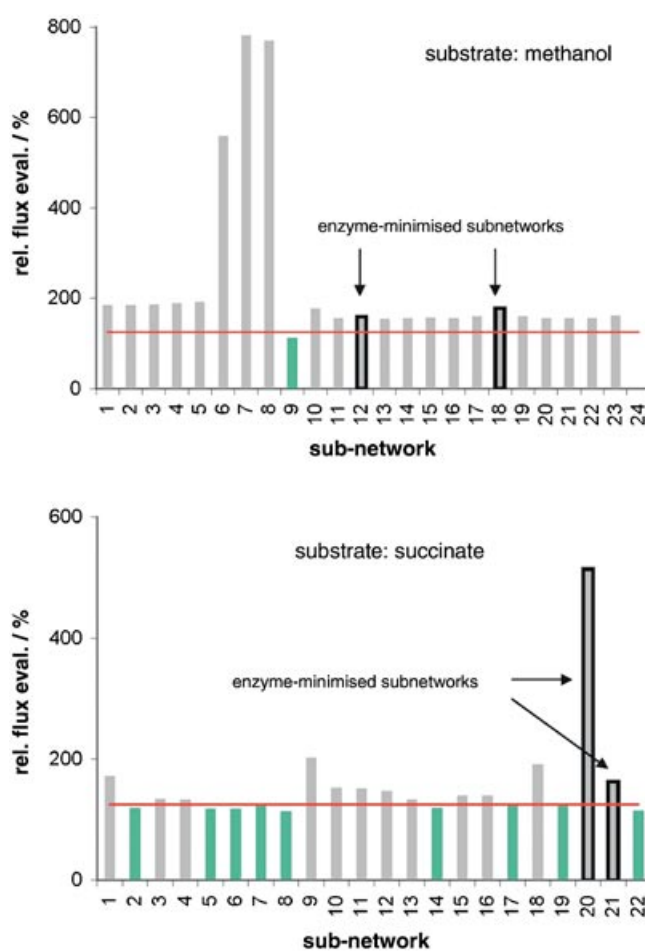 800
substrate: methanol
600
rel. flux eval. / %
400
enzyme-minimised subnetworks
200
0
1 2 3 4 5 6 7 8 9 10 11 12 13 14 15 16 17 18 19 20 21 22 23 24
sub-network
600
substrate: succinate
400
rel. flux eval. / %
enzyme-minimised subnetworks
200
0
1 2 3 4 5 6 7 8 9 10 11 12 13 14 15 16 17 18 19 20 21 22
sub-network